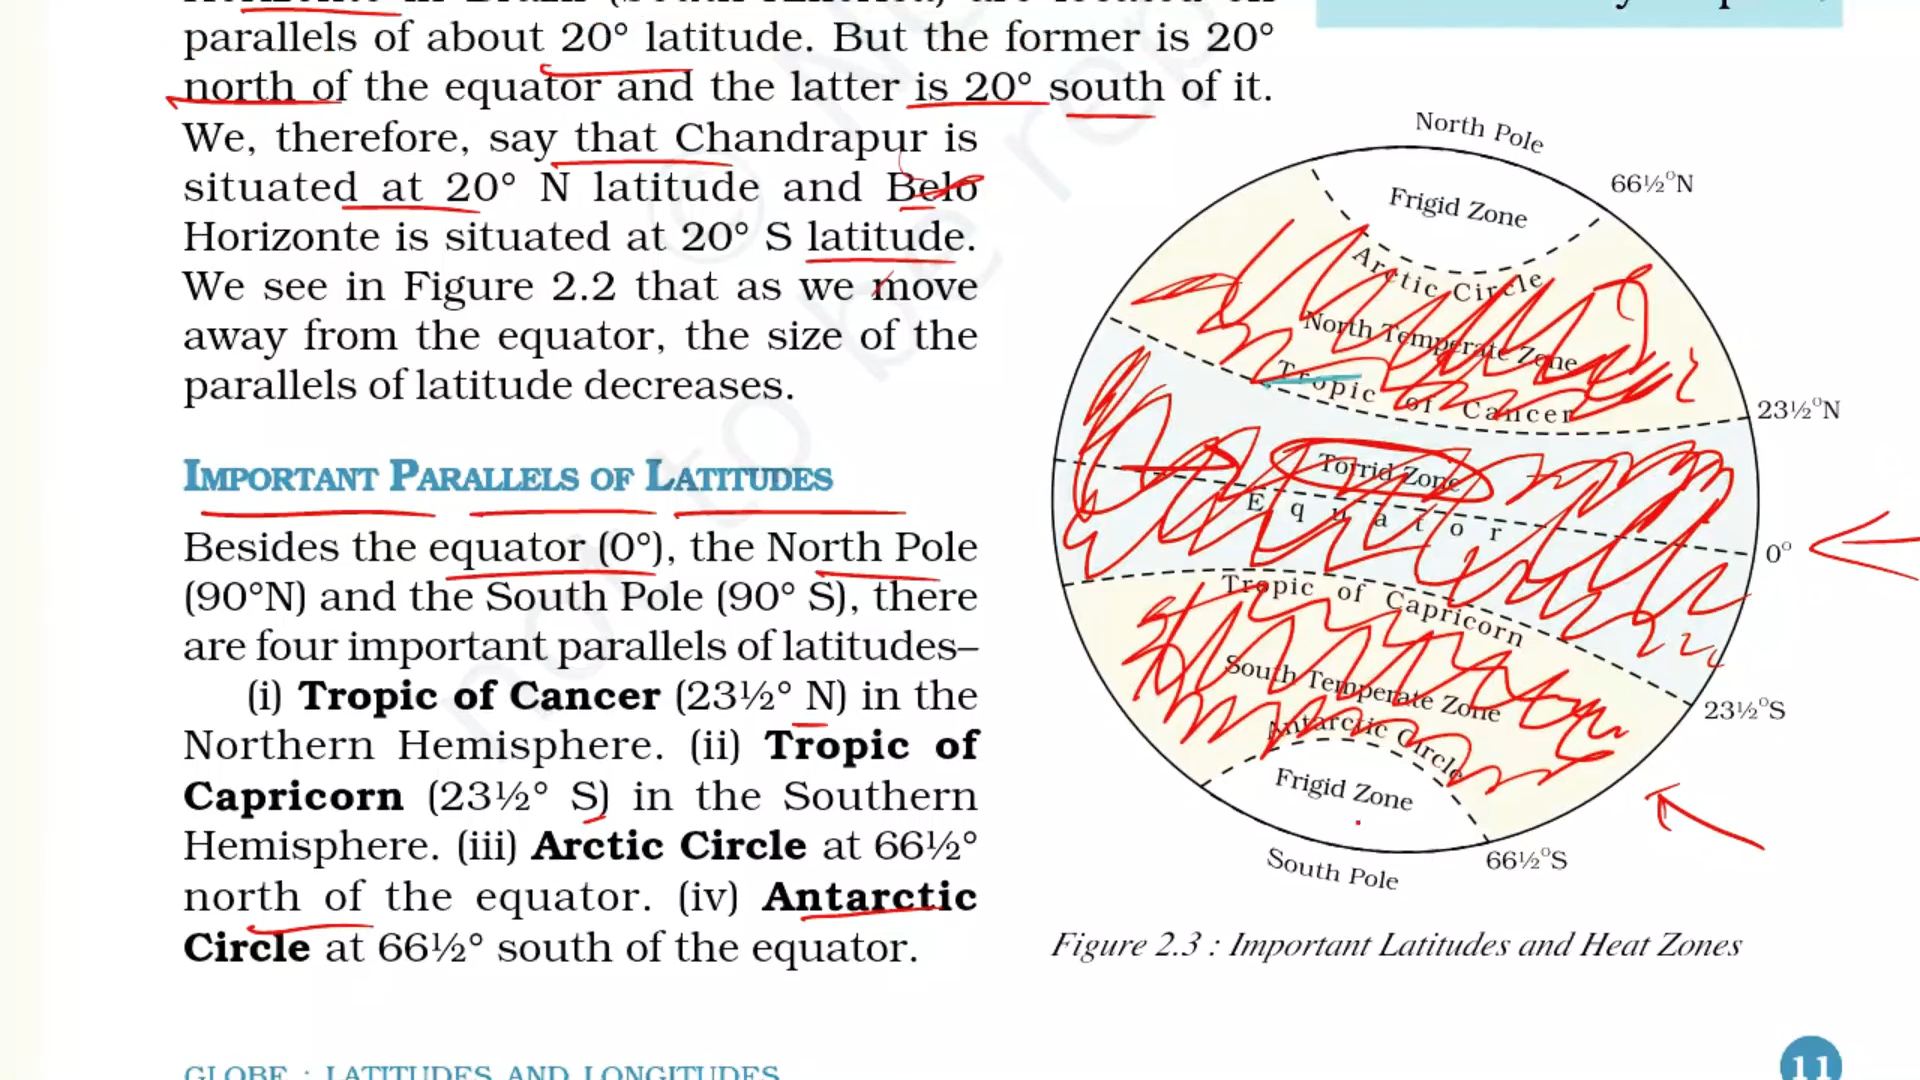 parallels of about 20° latitude. But the former is 20°
north of the equator and the latter is 20° south of it.
We, therefore, say that Chandrapur is
situated at 20° N latitude and Belo
Horizonte is situated at 20° S latitude.
We see in Figure 2.2 that as we move
away from the equator, the size of the
parallels of latitude decreases.
IMPORTANT PARALLELS OF LATITUDES
Besides the equator (0°), the North Pole
(90°N) and the South Pole (90° S), there
are four important parallels of latitudes–
(i) Tropic of Cancer (23½° N) in the
Northern Hemisphere. (ii) Tropic of
Capricorn (23½° S) in the Southern
Hemisphere. (iii) Arctic Circle at 66½°
north of the equator. (iv) Antarctic
Circle at 66½° south of the equator.
North Pole
66½°N
Frigid Zone
Arctic Circle
North Temperate Zone
Tropic of Cancer
23½°N
Torrid Zone
Equator
0°
Tropic of Capricorn
South Temperate Zone
23½°S
Antarctic Circle
Frigid Zone
66½°S
South Pole
Figure 2.3 : Important Latitudes and Heat Zones
GLOBE : LATITUDES AND LONGITUDES
11
not to be rep